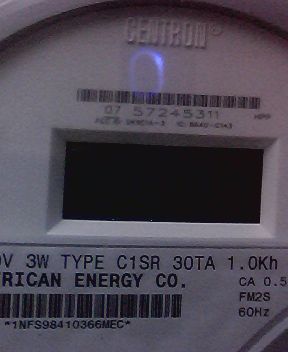 CENTRON®
07 57245311
0V 3W TYPE C1SR 30TA 1.0Kh
RICAN ENERGY CO.
CA 0.5
FM2S
60Hz
*1NFS98410366MEC*